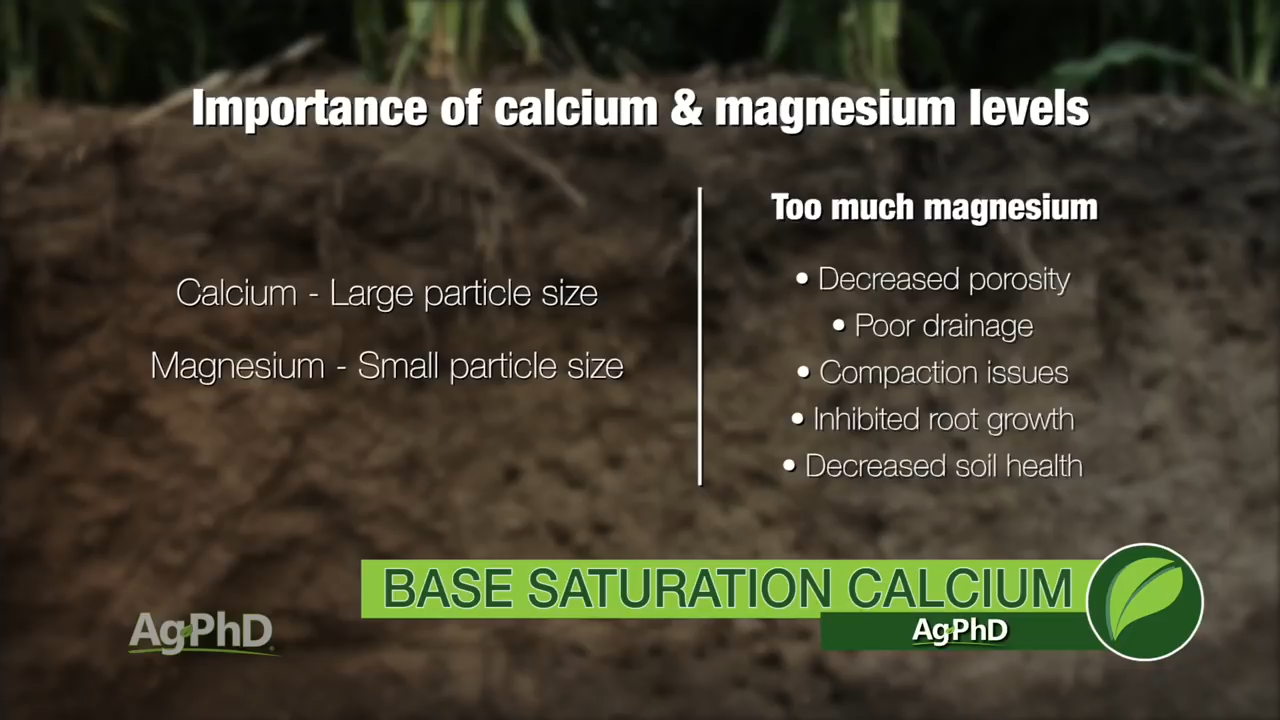 Importance of calcium & magnesium levels
Calcium - Large particle size
Magnesium - Small particle size
Too much magnesium
• Decreased porosity
• Poor drainage
• Compaction issues
• Inhibited root growth
• Decreased soil health
BASE SATURATION CALCIUM
AgPhD
AgPhD